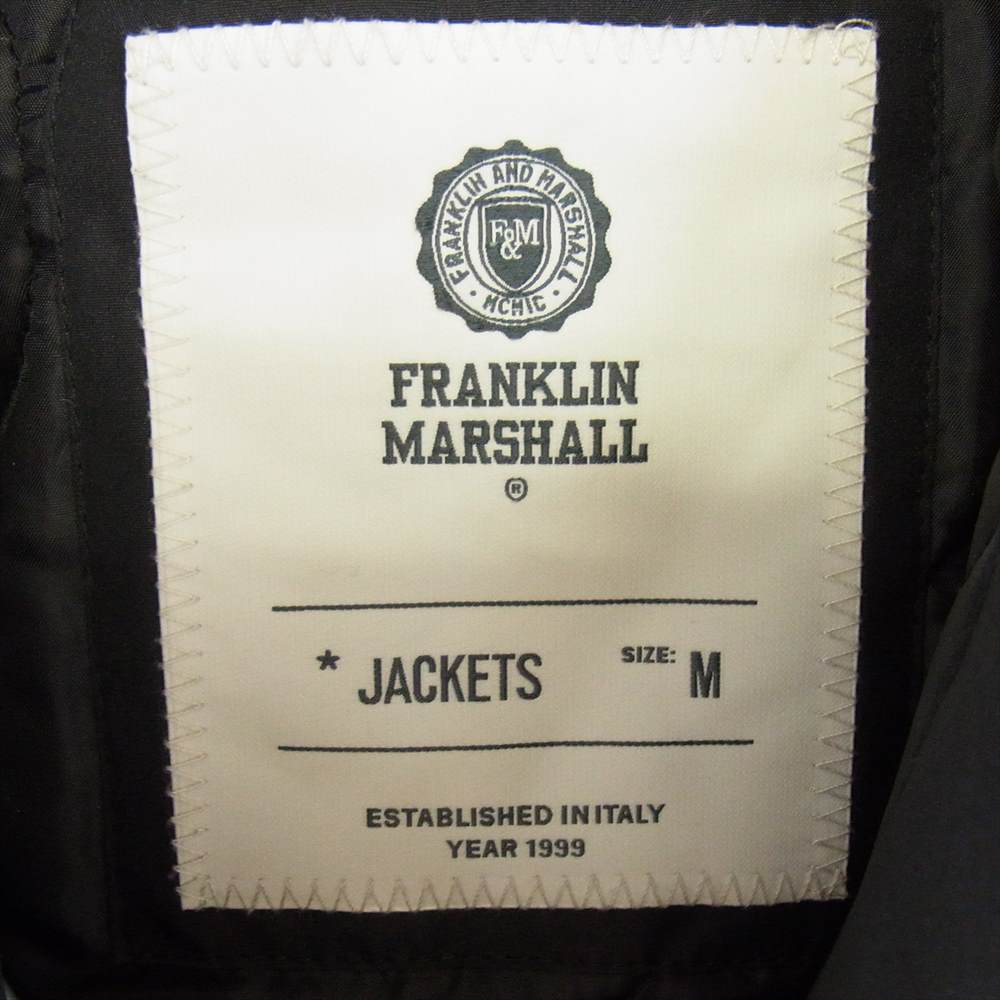 FRANKLIN AND MARSHALL
F&M
· MCMIC ·
FRANKLIN
MARSHALL
®
* JACKETS SIZE: M
ESTABLISHED IN ITALY
YEAR 1999